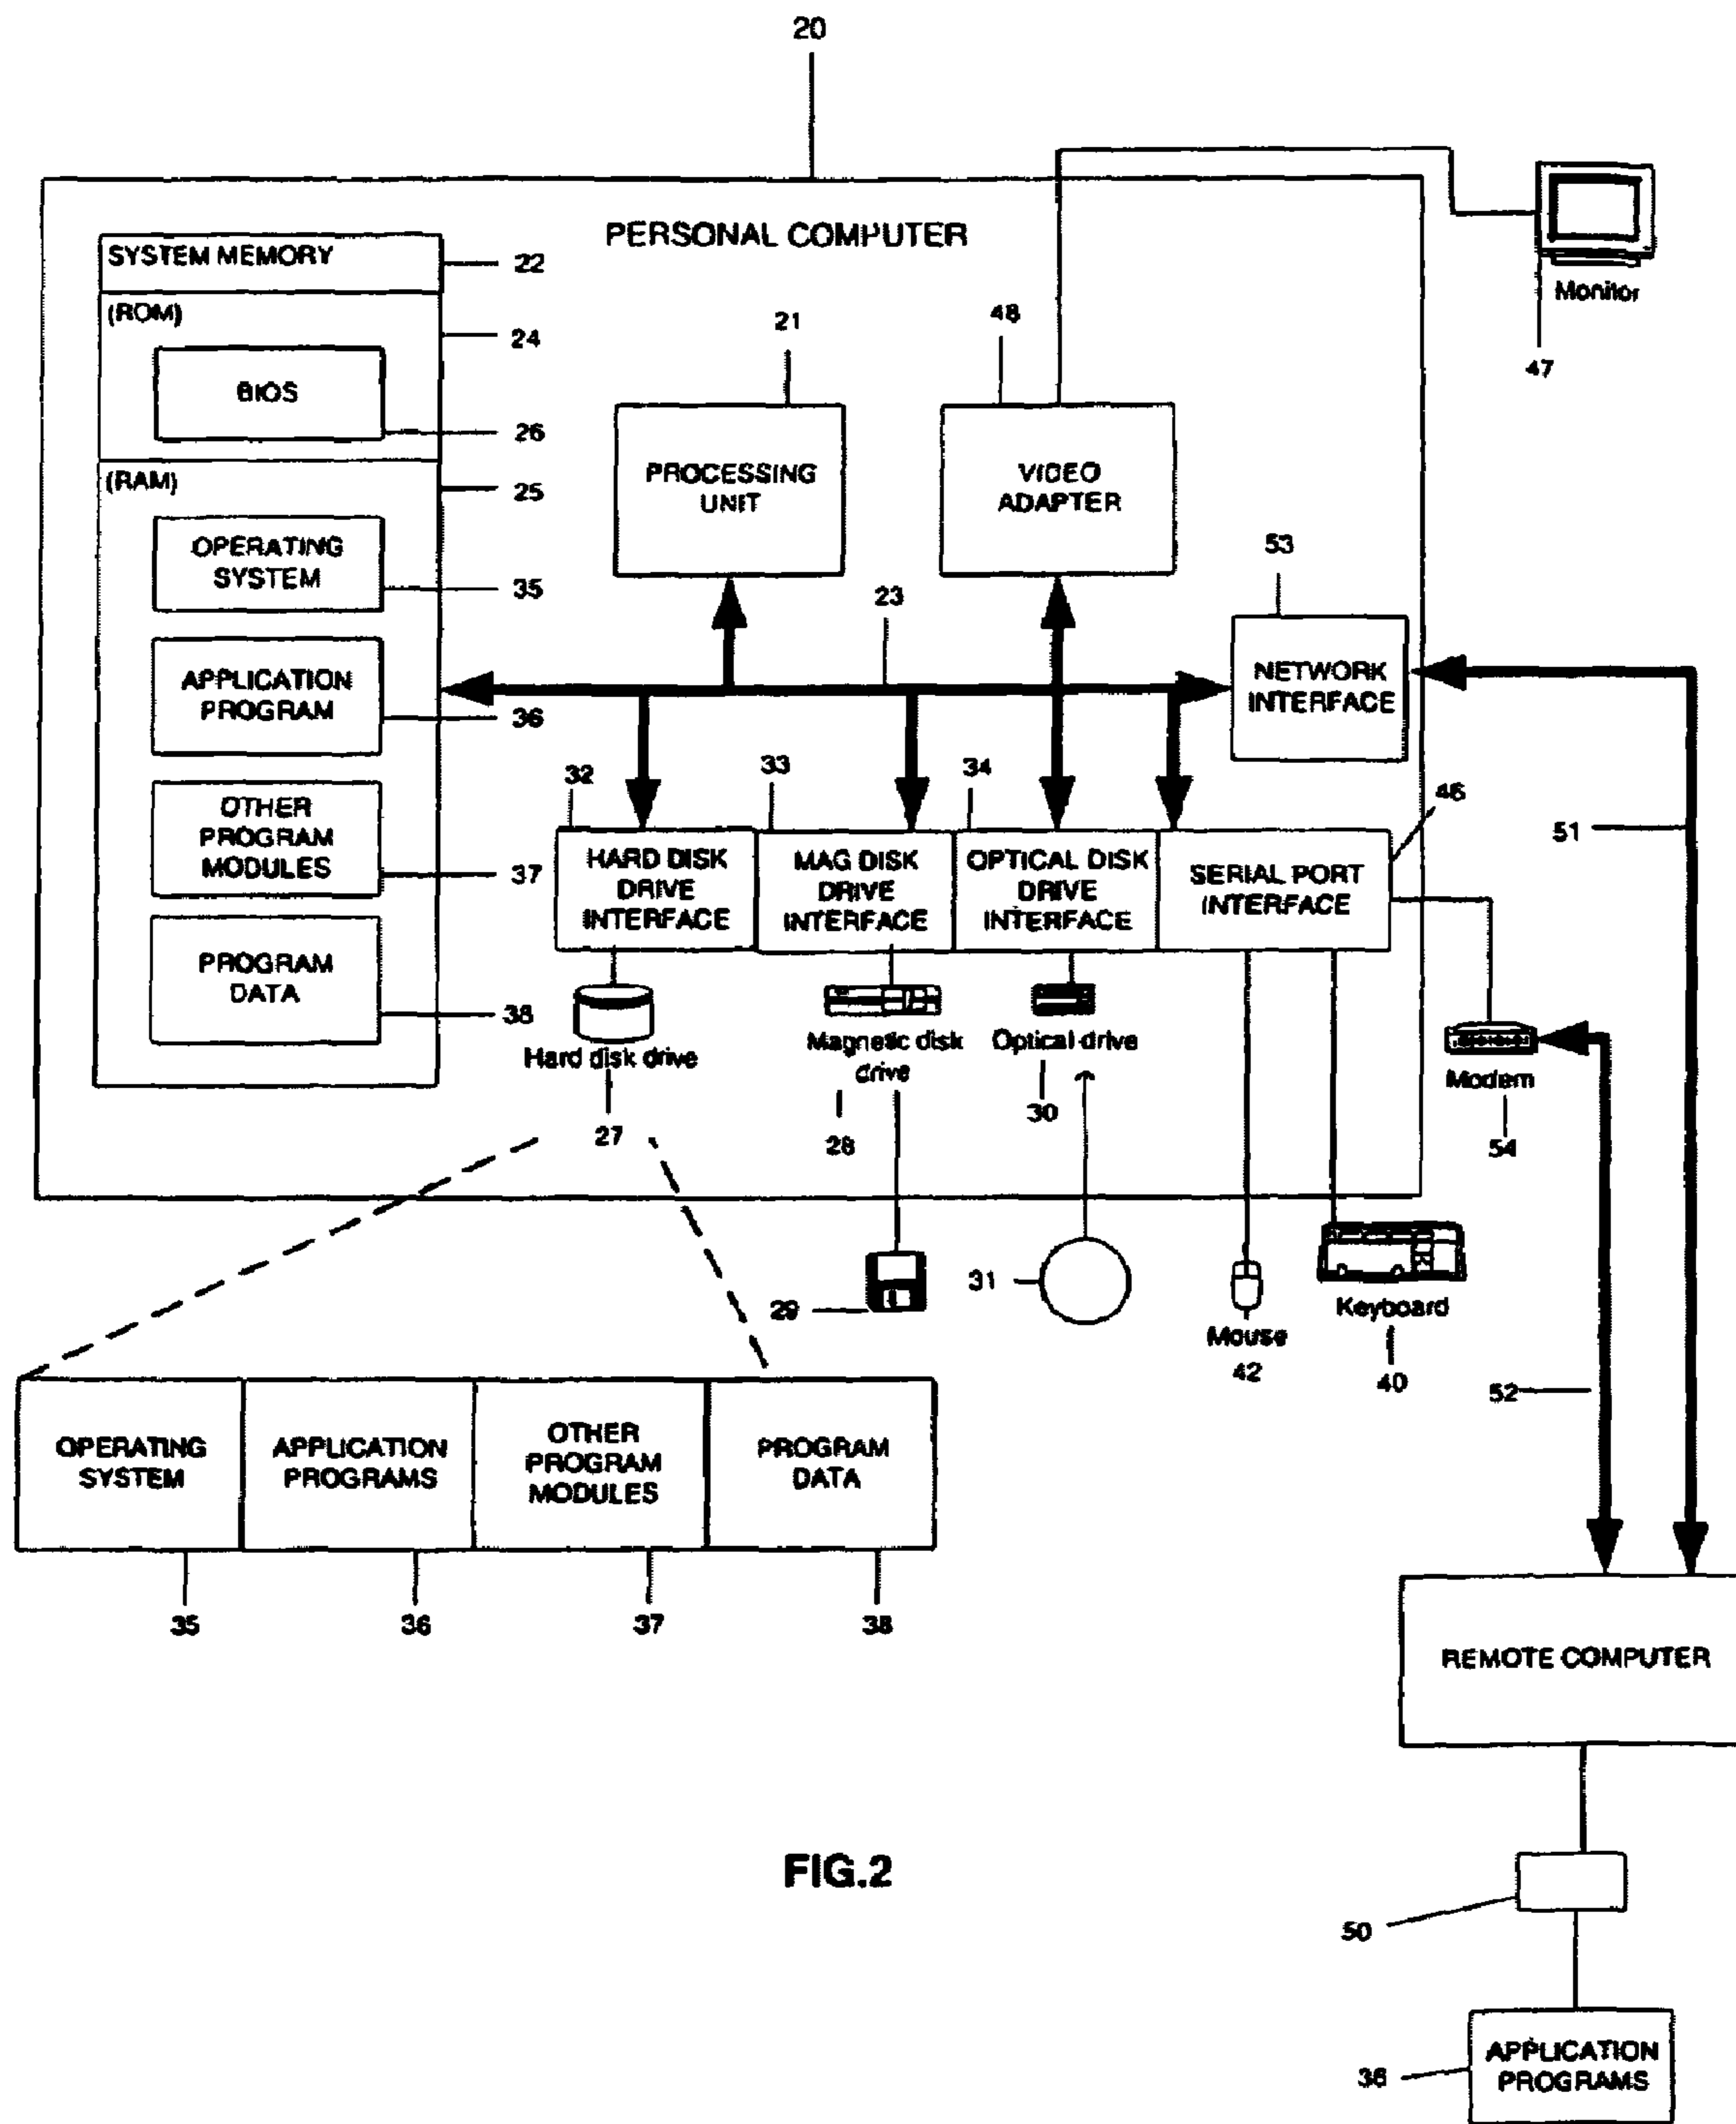 20
PERSONAL COMPUTER
SYSTEM MEMORY
22
(ROM)
24
BIOS
26
(RAM)
25
OPERATING
SYSTEM
35
APPLICATION
PROGRAM
36
OTHER
PROGRAM
MODULES
37
PROGRAM
DATA
38
21
PROCESSING
UNIT
48
VIDEO
ADAPTER
Monitor
47
23
53
NETWORK
INTERFACE
32
HARD DISK
DRIVE
INTERFACE
33
MAG DISK
DRIVE
INTERFACE
34
OPTICAL DISK
DRIVE
INTERFACE
46
SERIAL PORT
INTERFACE
51
Hard disk drive
27
Magnetic disk
drive
28
Optical drive
30
Modem
54
29
31
Mouse
42
Keyboard
40
52
OPERATING
SYSTEM
APPLICATION
PROGRAMS
OTHER
PROGRAM
MODULES
PROGRAM
DATA
35
36
37
38
REMOTE COMPUTER
FIG.2
50
36
APPLICATION
PROGRAMS